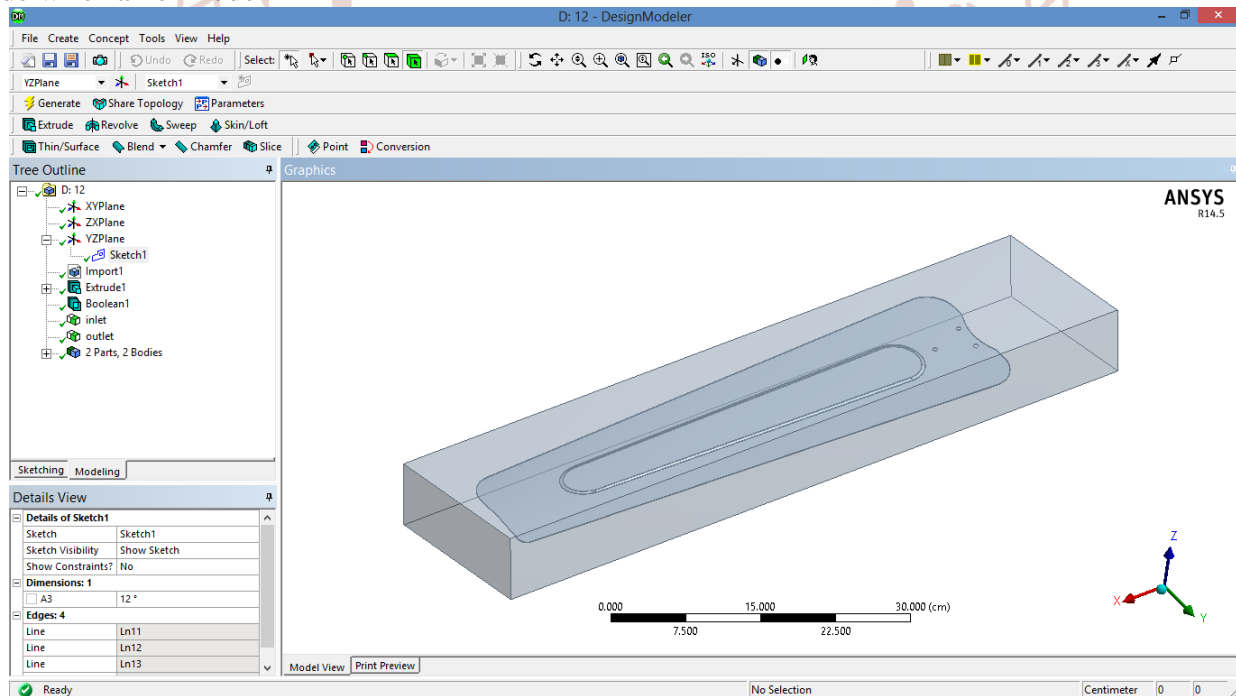 D: 12 - DesignModeler
File Create Concept Tools View Help
Undo Redo Select:
YZPlane Sketch1
Generate Share Topology Parameters
Extrude Revolve Sweep Skin/Loft
Thin/Surface Blend Chamfer Slice Point Conversion
Tree Outline
D: 12
XYPlane
ZXPlane
YZPlane
Sketch1
Import1
Extrude1
Boolean1
inlet
outlet
2 Parts, 2 Bodies
Sketching Modeling
Details View
Details of Sketch1
Sketch Sketch1
Sketch Visibility Show Sketch
Show Constraints? No
Dimensions: 1
A3 12 °
Edges: 4
Line Ln11
Line Ln12
Line Ln13
Graphics
ANSYS
R14.5
Z
X
Y
0.000 15.000 30.000 (cm)
7.500 22.500
Model View Print Preview
Ready No Selection Centimeter 0 0